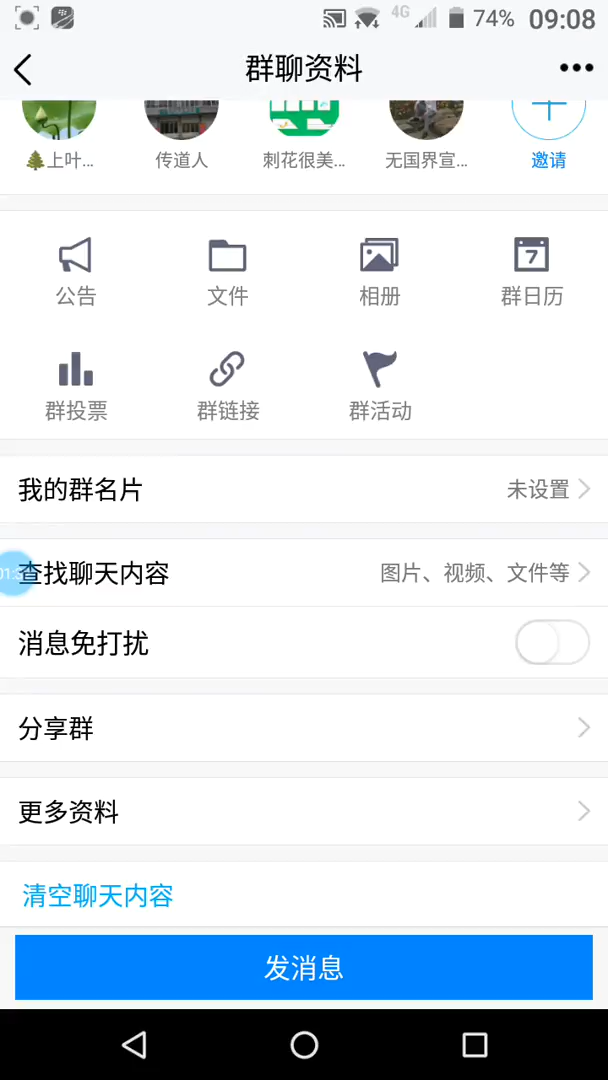 4G 74% 09:08
群聊资料
上叶... 传道人 刺花很美... 无国界宣... 邀请
7
公告 文件 相册 群日历
群投票 群链接 群活动
我的群名片 未设置
查找聊天内容 图片、视频、文件等
消息免打扰
分享群
更多资料
清空聊天内容
发消息